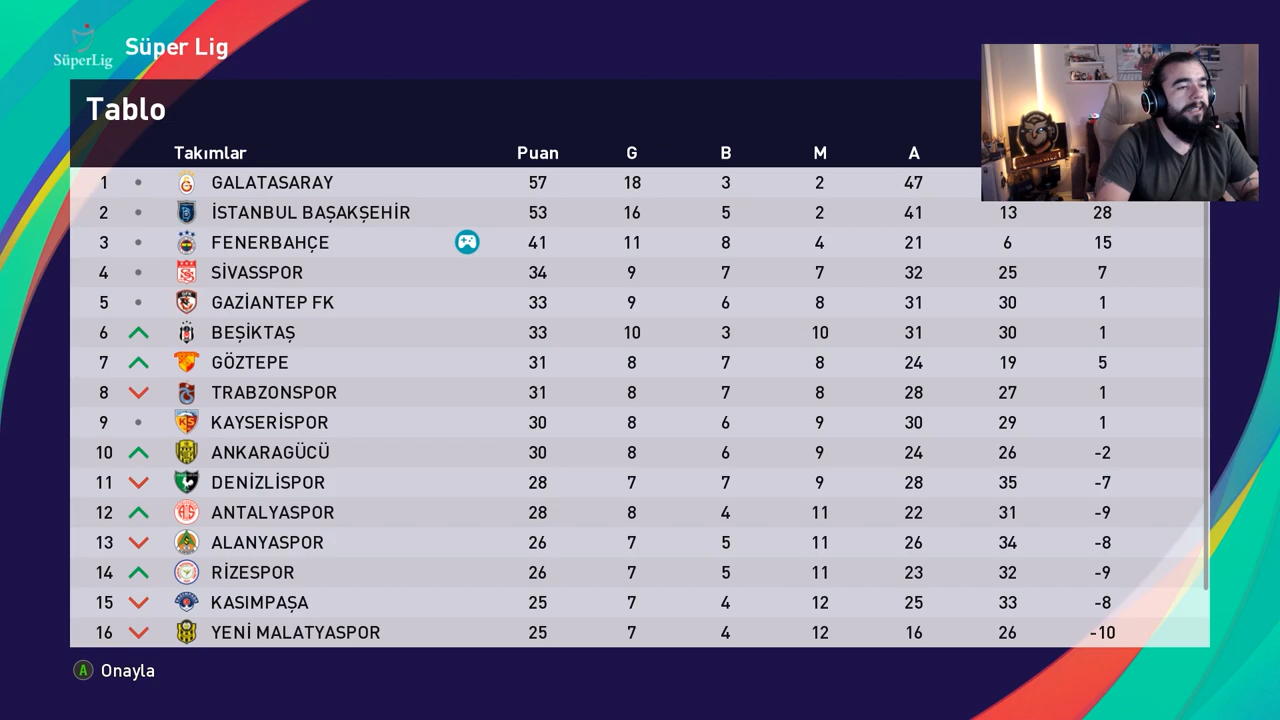 SüperLig
Süper Lig
Tablo
Takımlar Puan G B M A
1 GALATASARAY 57 18 3 2 47
2 İSTANBUL BAŞAKŞEHİR 53 16 5 2 41 13 28
3 FENERBAHÇE 41 11 8 4 21 6 15
4 SİVASSPOR 34 9 7 7 32 25 7
5 GAZİANTEP FK 33 9 6 8 31 30 1
6 BEŞİKTAŞ 33 10 3 10 31 30 1
7 GÖZTEPE 31 8 7 8 24 19 5
8 TRABZONSPOR 31 8 7 8 28 27 1
9 KAYSERİSPOR 30 8 6 9 30 29 1
10 ANKARAGÜCÜ 30 8 6 9 24 26 -2
11 DENİZLİSPOR 28 7 7 9 28 35 -7
12 ANTALYASPOR 28 8 4 11 22 31 -9
13 ALANYASPOR 26 7 5 11 26 34 -8
14 RİZESPOR 26 7 5 11 23 32 -9
15 KASIMPAŞA 25 7 4 12 25 33 -8
16 YENİ MALATYASPOR 25 7 4 12 16 26 -10
A Onayla